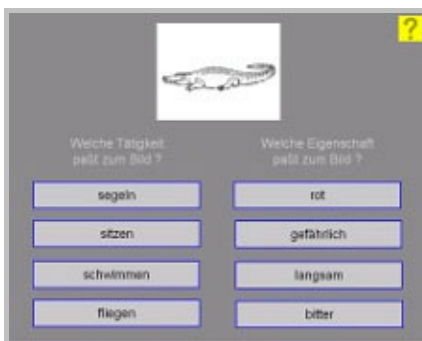 ?
Welche Tätigkeit
paßt zum Bild ?
segeln
sitzen
schwimmen
fliegen
Welche Eigenschaft
paßt zum Bild ?
rot
gefährlich
langsam
bitter